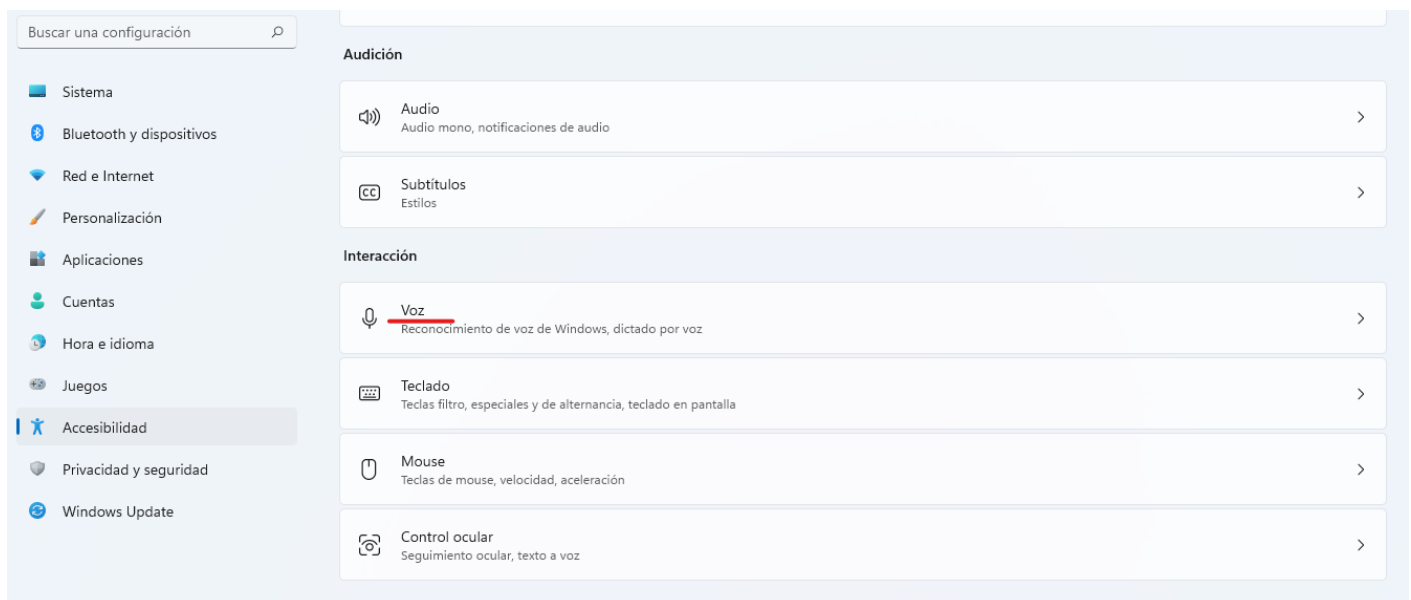 Buscar una configuración
Sistema
Bluetooth y dispositivos
Red e Internet
Personalización
Aplicaciones
Cuentas
Hora e idioma
Juegos
Accesibilidad
Privacidad y seguridad
Windows Update
Audición
Audio
Audio mono, notificaciones de audio
CC
Subtítulos
Estilos
Interacción
Voz
Reconocimiento de voz de Windows, dictado por voz
Teclado
Teclas filtro, especiales y de alternancia, teclado en pantalla
Mouse
Teclas de mouse, velocidad, aceleración
Control ocular
Seguimiento ocular, texto a voz